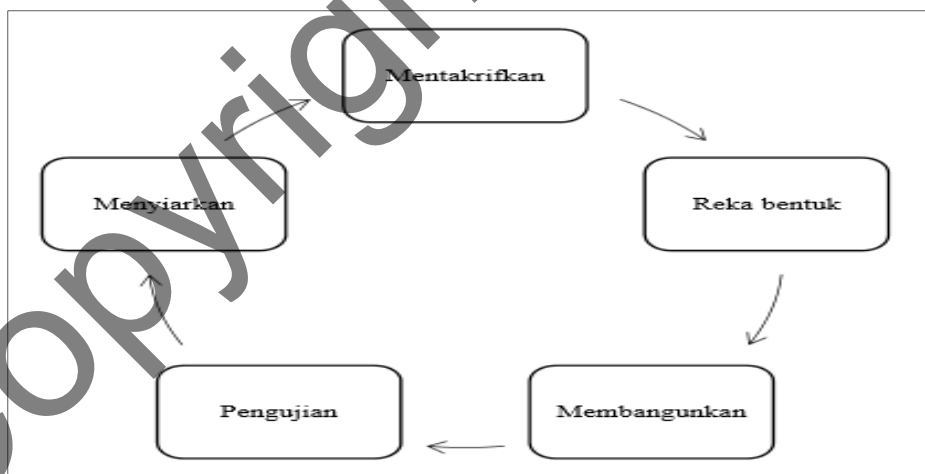 Mentakrifkan
Reka bentuk
Membangunkan
Pengujian
Menyiarkan
Copyright